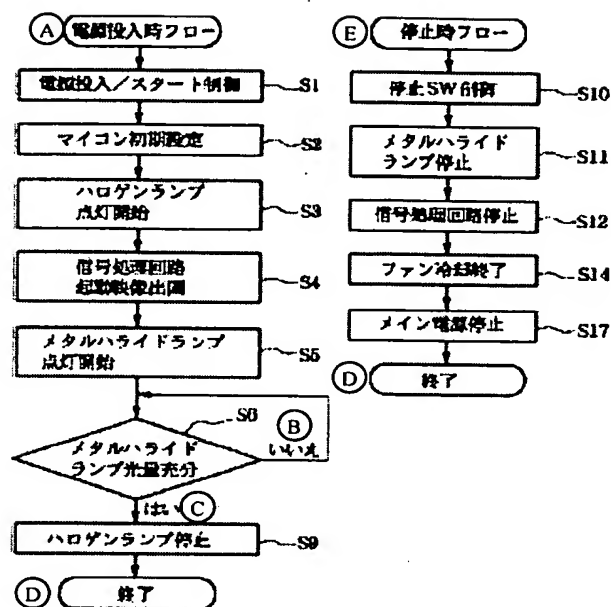 A 電源投入時フロー
電源投入/スタート制御 S1
マイコン初期設定 S2
ハロゲンランプ
点灯開始 S3
信号処理回路
起動映像出画 S4
メタルハライドランプ
点灯開始 S5
S6
メタルハライド
ランプ光量充分
B
いいえ
はい C
ハロゲンランプ停止 S9
D 終了
E 停止時フロー
停止SW制御 S10
メタルハライド
ランプ停止 S11
信号処理回路停止 S12
ファン冷却終了 S14
メイン電源停止 S17
D 終了